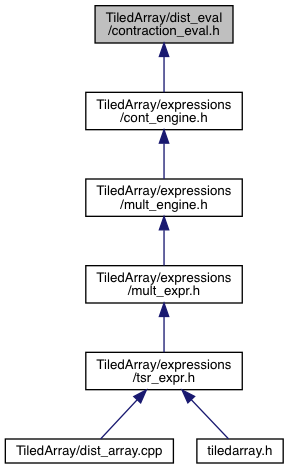 TiledArray/dist_eval
/contraction_eval.h
TiledArray/expressions
/cont_engine.h
TiledArray/expressions
/mult_engine.h
TiledArray/expressions
/mult_expr.h
TiledArray/expressions
/tsr_expr.h
TiledArray/dist_array.cpp
tiledarray.h